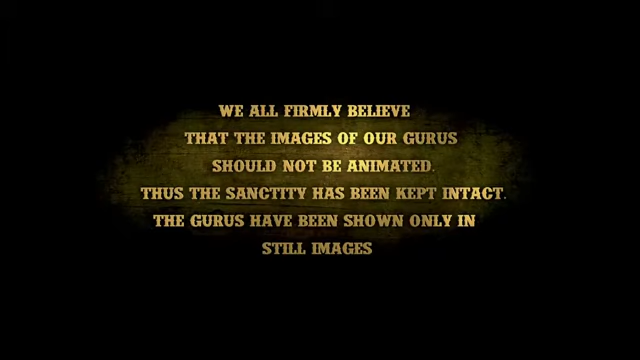 WE ALL FIRMLY BELIEVE
THAT THE IMAGES OF OUR GURUS
SHOULD NOT BE ANIMATED.
THUS THE SANCTITY HAS BEEN KEPT INTACT.
THE GURUS HAVE BEEN SHOWN ONLY IN
STILL IMAGES